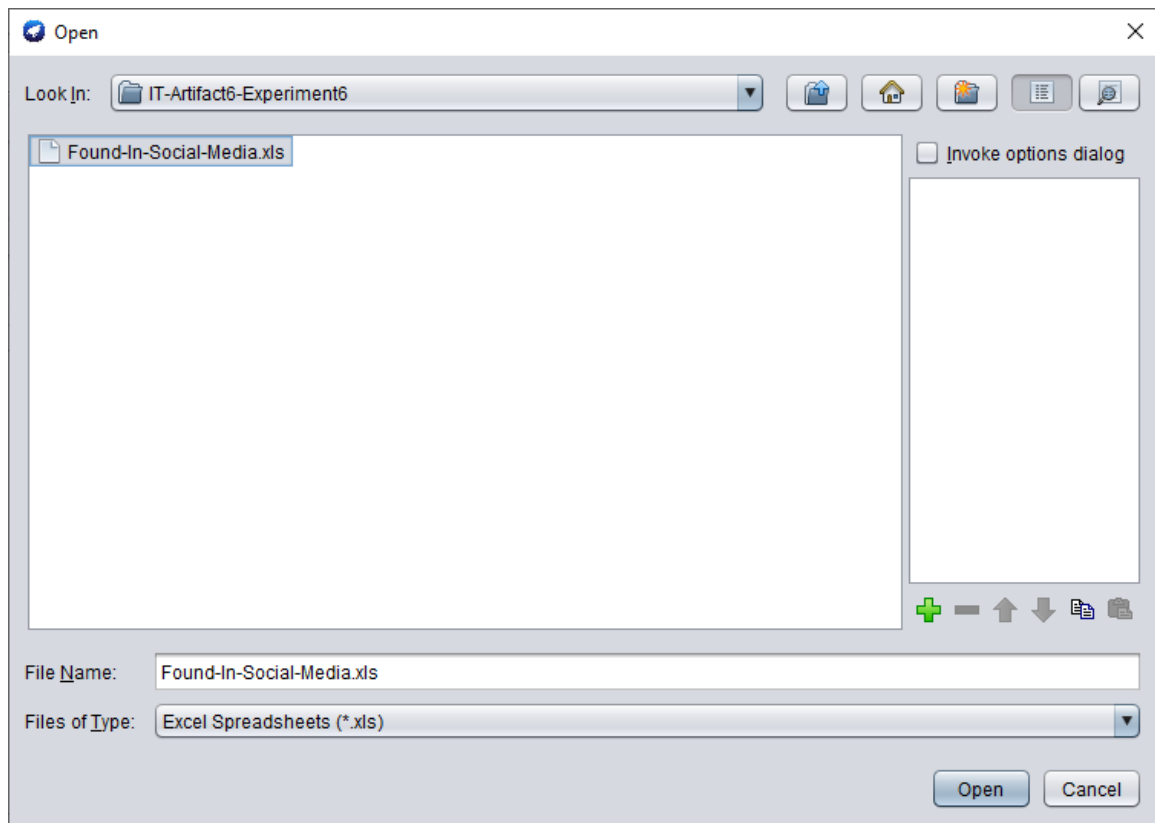 Open
Look In: IT-Artifact6-Experiment6
Found-In-Social-Media.xls
Invoke options dialog
File Name: Found-In-Social-Media.xls
Files of Type: Excel Spreadsheets (*.xls)
Open Cancel